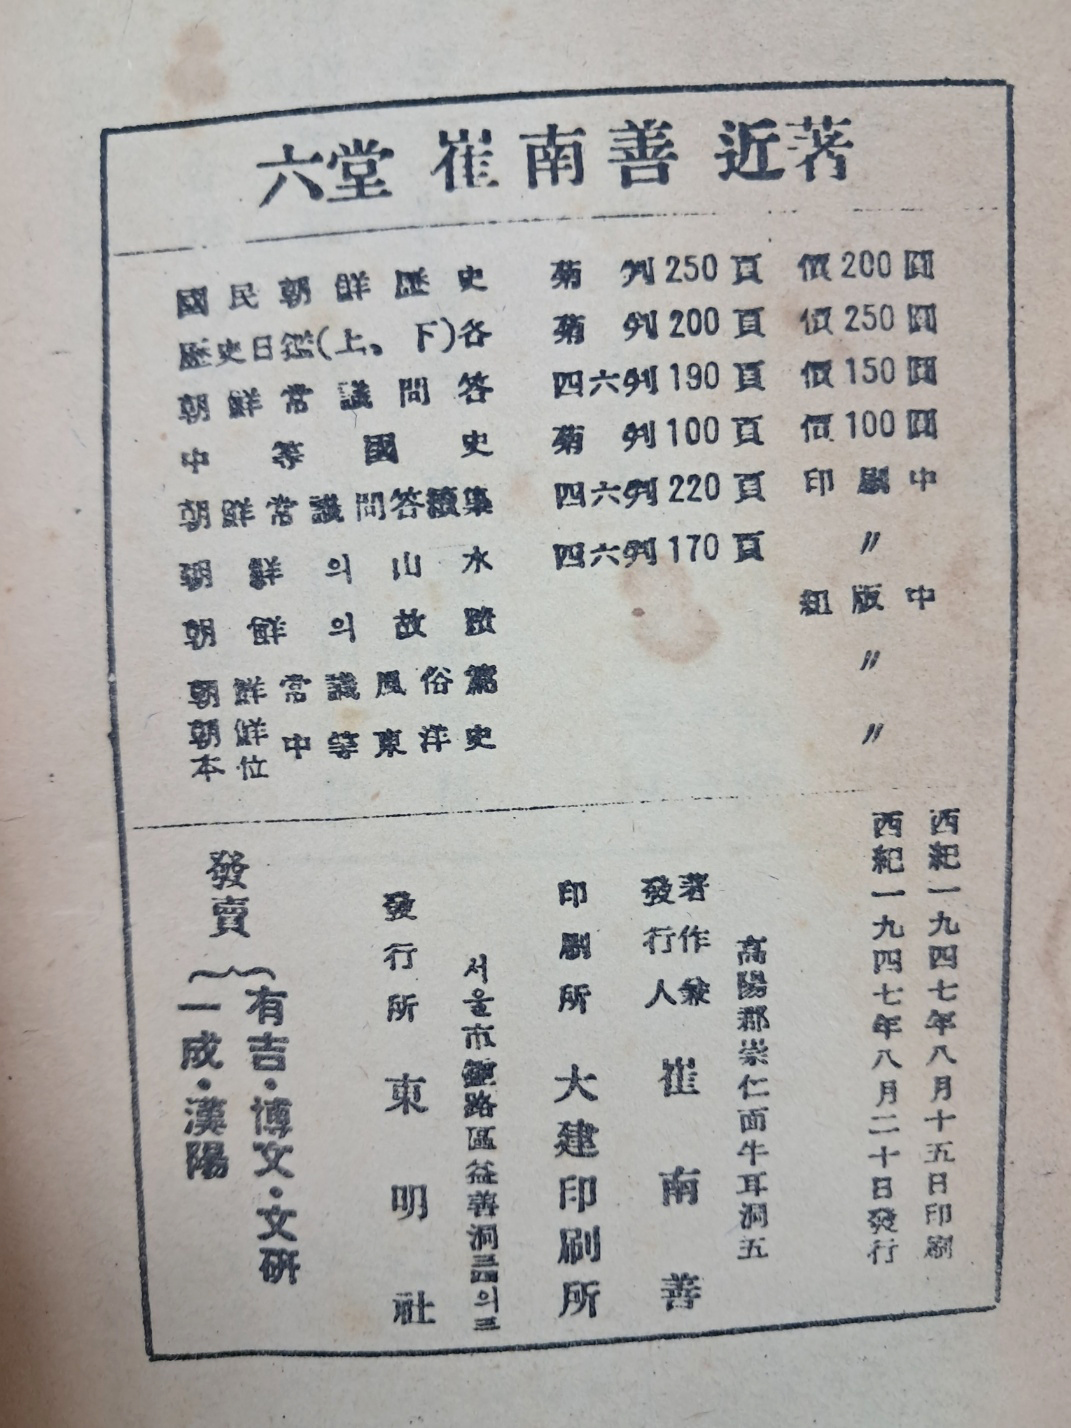 六堂 崔南善 近著
國民朝鮮歷史 菊 判 250 頁 價 200 圓
歷史日鑑(上、下)各 菊 判 200 頁 價 250 圓
朝鮮常識問答 四六判 190 頁 價 150 圓
中等國史 菊 判 100 頁 價 100 圓
朝鮮常識問答續集 四六判 220 頁 印刷中
朝鮮의山水 四六判 170 頁 〃
朝鮮의故蹟 組版中
朝鮮常識風俗篇 〃
朝鮮本位 中等東洋史 〃
西紀一九四七年八月十五日印刷
西紀一九四七年八月二十日發行
高陽郡崇仁面牛耳洞五
著作兼
發行人 崔南善
印刷所 大建印刷所
서울市鍾路區益善洞三四의三
發行所 東明社
發賣
有吉·博文·文硏
一成·漢陽